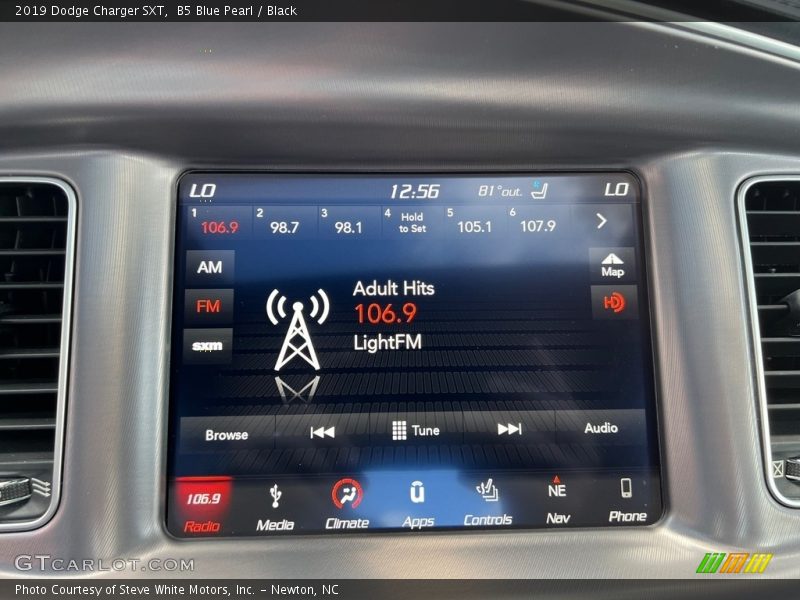 2019 Dodge Charger SXT, B5 Blue Pearl / Black
LO 12:56 81°out. LO
1 106.9 2 98.7 3 98.1 4 Hold to Set 5 105.1 6 107.9
AM
FM
sxm
Adult Hits
106.9
LightFM
Map
HD
Browse Tune Audio
106.9 NE
Radio Media Climate Apps Controls Nav Phone
GTCARLOT.COM
Photo Courtesy of Steve White Motors, Inc. – Newton, NC